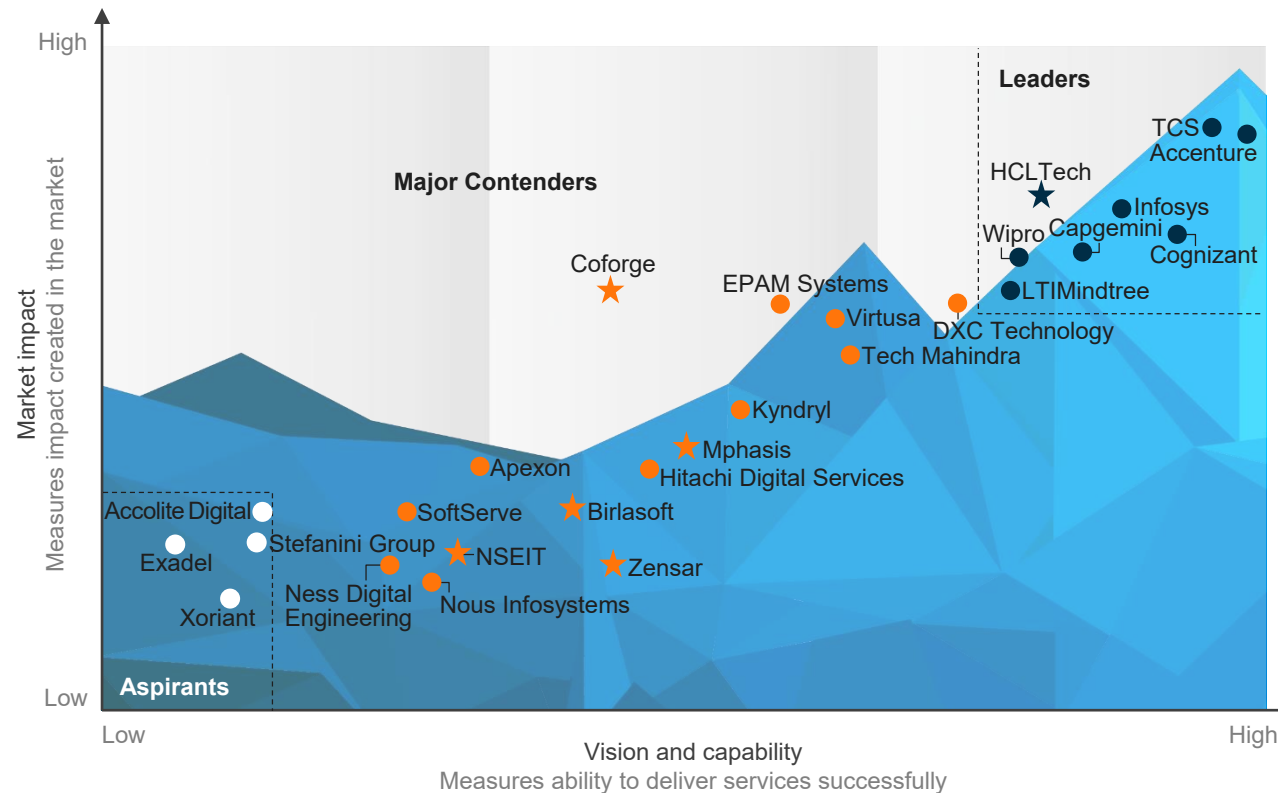 High
Leaders
TCS
Accenture
HCLTech
Major Contenders
Infosys
Capgemini
Wipro
Cognizant
Coforge
EPAM Systems
LTIMindtree
Virtusa
DXC Technology
Tech Mahindra
Market impact
Measures impact created in the market
Kyndryl
Mphasis
Apexon
Hitachi Digital Services
Accolite Digital
SoftServe
Birlasoft
Stefanini Group
NSEIT
Exadel
Zensar
Ness Digital
Engineering
Nous Infosystems
Xoriant
Aspirants
Low
Low
High
Vision and capability
Measures ability to deliver services successfully